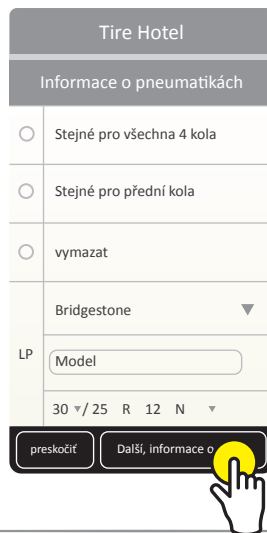 Tire Hotel
Informace o pneumatikách
Stejné pro všechna 4 kola
Stejné pro přední kola
vymazat
Bridgestone
LP
Model
30 / 25 R 12 N
preskočiť
Další, informace o